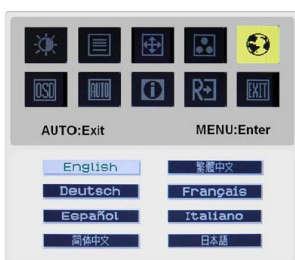 OSD AUTO R EXIT
AUTO:Exit MENU:Enter
English 繁體中文
Deutsch Français
Español Italiano
简体中文 日本語